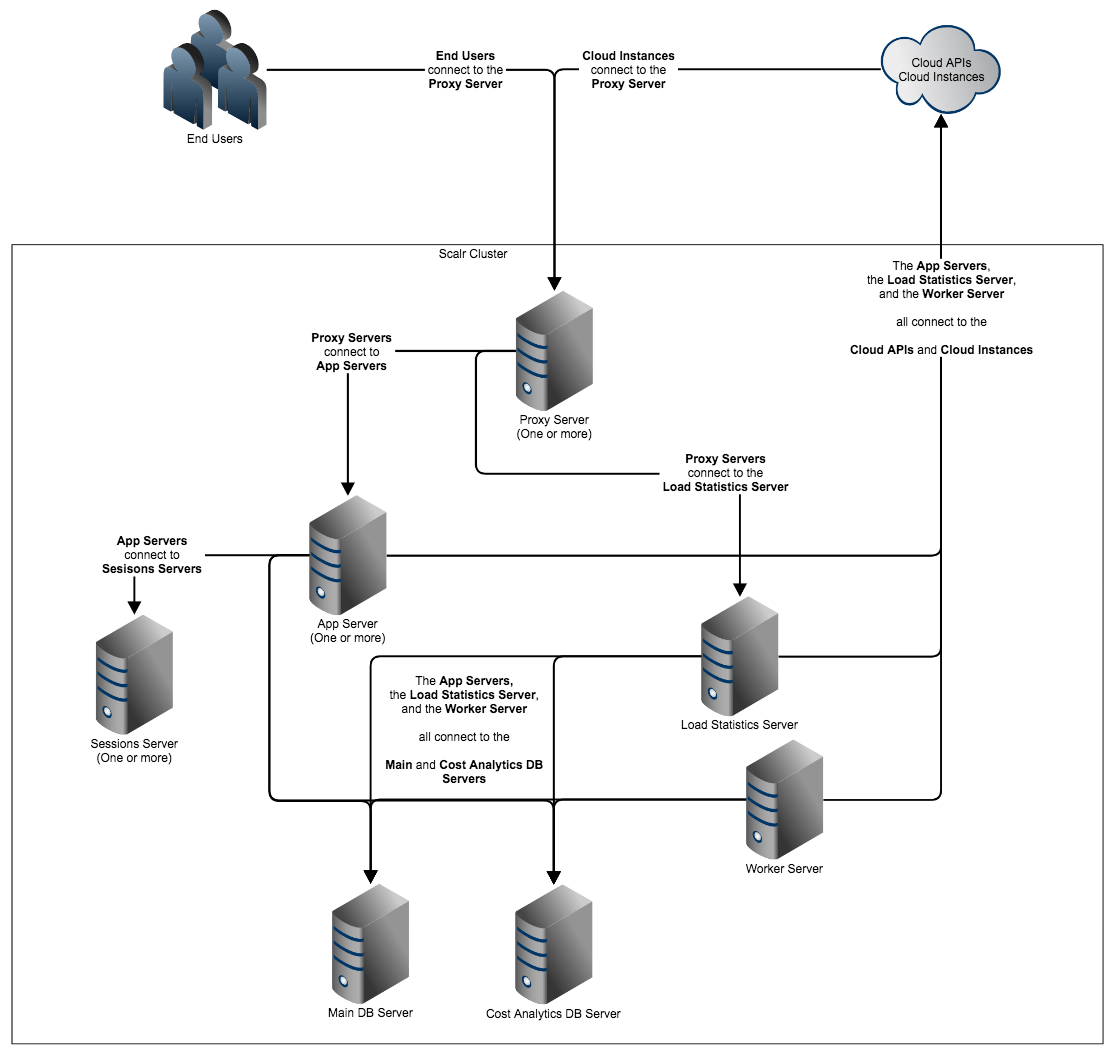 End Users
connect to the
Proxy Server
Cloud Instances
connect to the
Proxy Server
Cloud APIs
Cloud Instances
End Users
Scalr Cluster
The App Servers,
the Load Statistics Server,
and the Worker Server
all connect to the
Cloud APIs and Cloud Instances
Proxy Servers
connect to
App Servers
Proxy Server
(One or more)
Proxy Servers
connect to the
Load Statistics Server
App Servers
connect to
Sesisons Servers
App Server
(One or more)
Sessions Server
(One or more)
The App Servers,
the Load Statistics Server,
and the Worker Server
all connect to the
Main and Cost Analytics DB
Servers
Load Statistics Server
Worker Server
Main DB Server
Cost Analytics DB Server